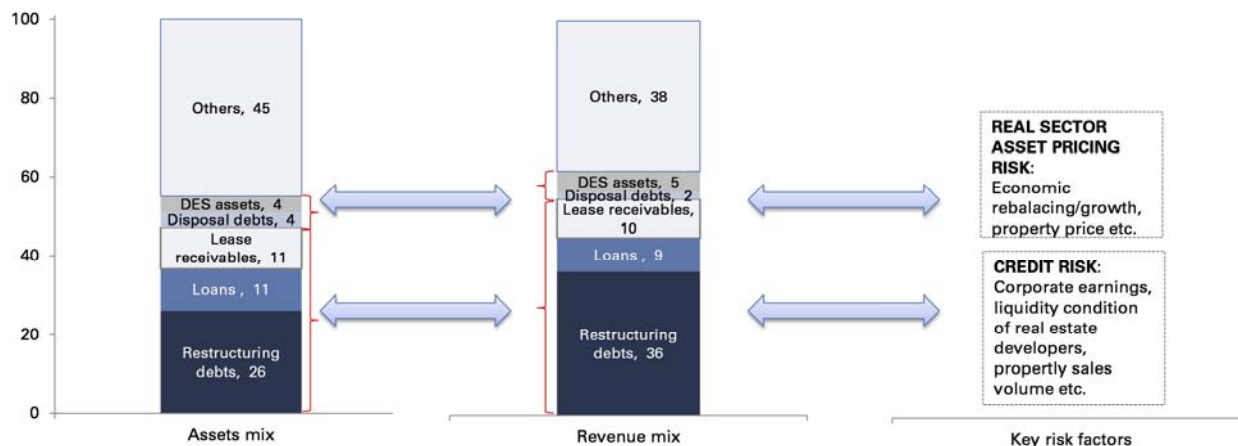 100
80
60
40
20
0
Others, 45
DES assets, 4
Disposal debts, 4
Lease
receivables, 11
Loans , 11
Restructuring
debts, 26
Assets mix
Others, 38
DES assets, 5
Disposal debts, 2
Lease receivables,
10
Loans , 9
Restructuring
debts, 36
Revenue mix
REAL SECTOR
ASSET PRICING
RISK:
Economic
rebalacing/growth,
property price etc.
CREDIT RISK:
Corporate earnings,
liquidity condition
of real estate
developers,
propertly sales
volume etc.
Key risk factors